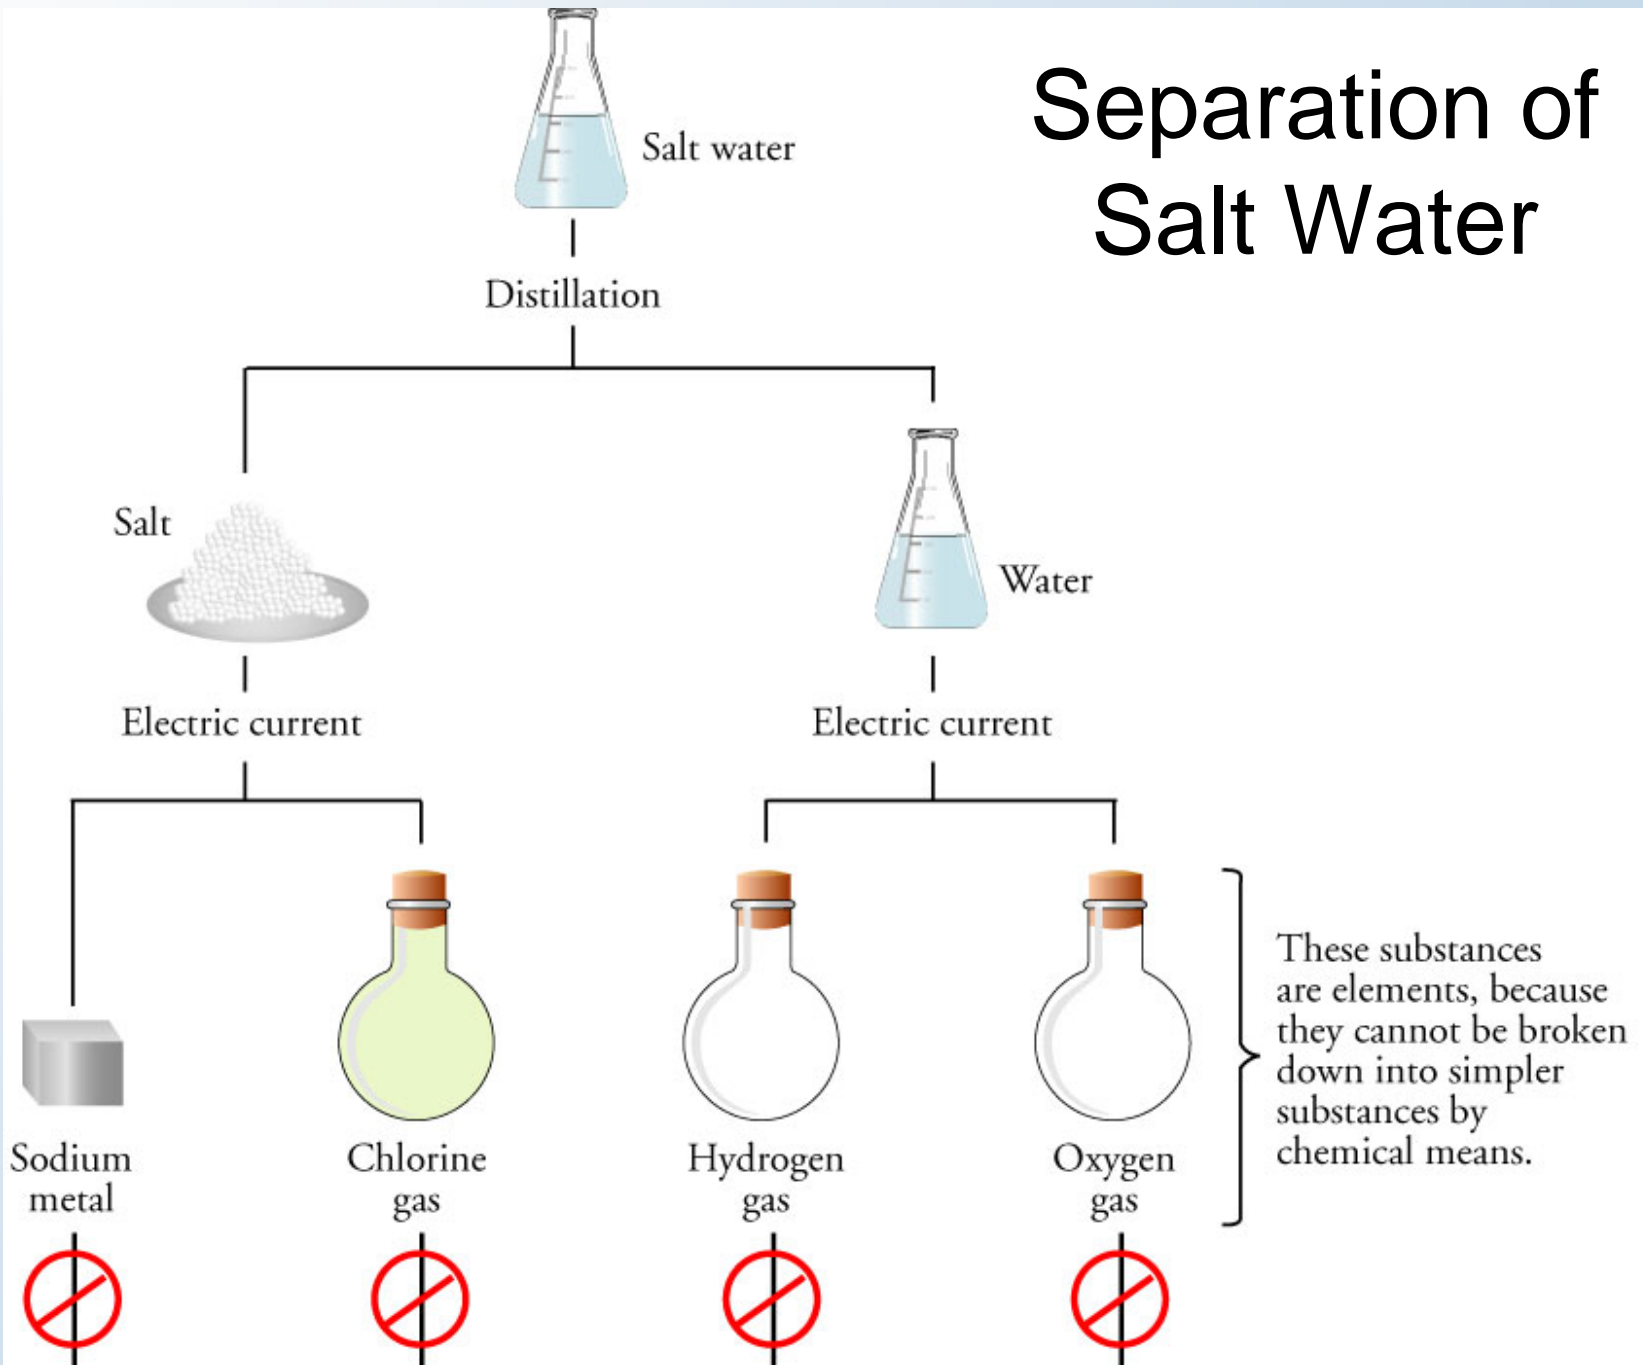 Separation of
Salt Water
Salt water
Distillation
Salt
Water
Electric current
Electric current
Sodium
metal
Chlorine
gas
Hydrogen
gas
Oxygen
gas
These substances
are elements, because
they cannot be broken
down into simpler
substances by
chemical means.